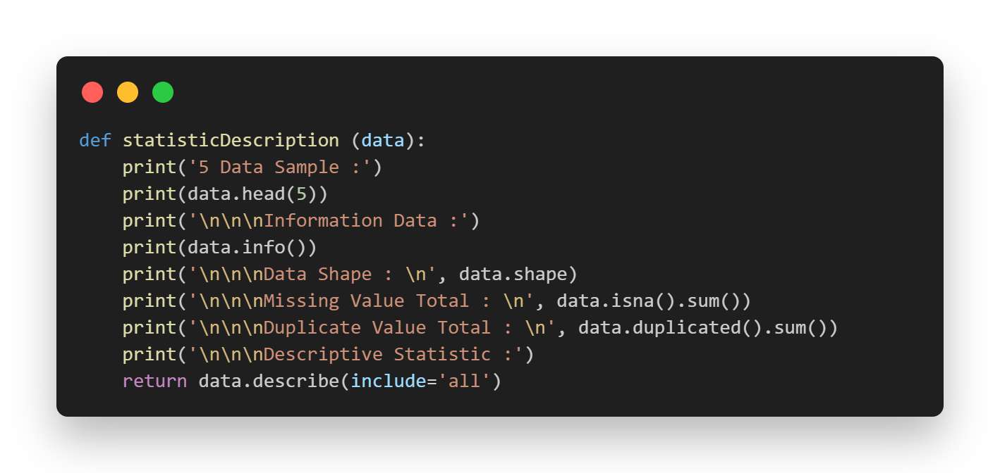 def statisticDescription (data):
    print('5 Data Sample :')
    print(data.head(5))
    print('\n\n\nInformation Data :')
    print(data.info())
    print('\n\n\nData Shape : \n', data.shape)
    print('\n\n\nMissing Value Total : \n', data.isna().sum())
    print('\n\n\nDuplicate Value Total : \n', data.duplicated().sum())
    print('\n\n\nDescriptive Statistic :')
    return data.describe(include='all')